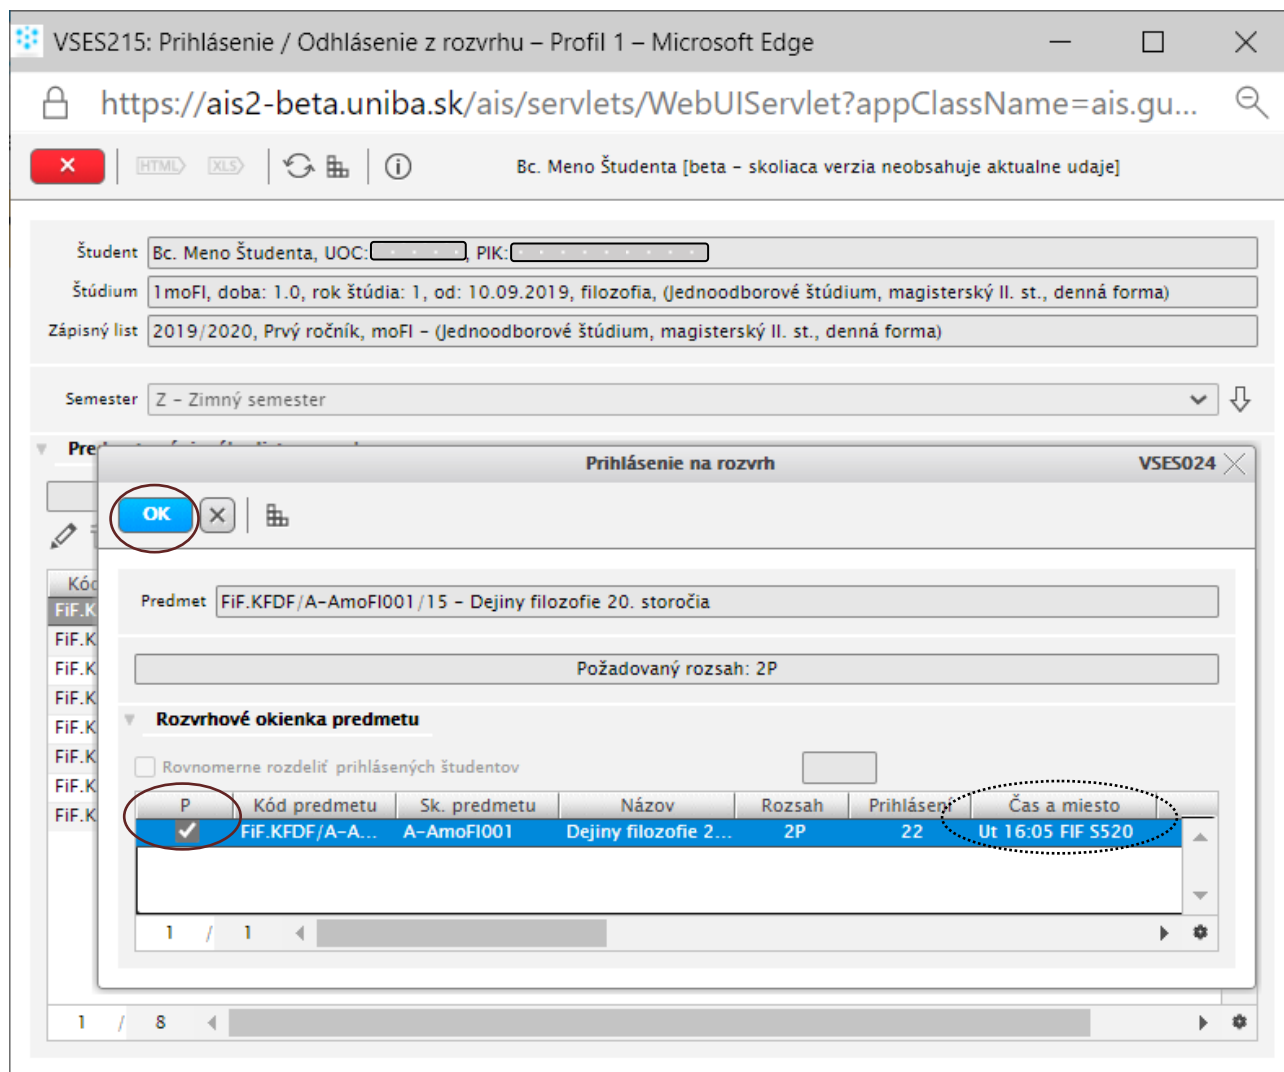 VSES215: Prihlásenie / Odhlásenie z rozvrhu – Profil 1 – Microsoft Edge
https://ais2-beta.uniba.sk/ais/servlets/WebUIServlet?appClassName=ais.gu...
HTML XLS Bc. Meno Študenta [beta – skoliaca verzia neobsahuje aktualne udaje]
Študent Bc. Meno Študenta, UOC: , PIK:
Štúdium 1moFI, doba: 1.0, rok štúdia: 1, od: 10.09.2019, filozofia, (Jednoodborové štúdium, magisterský II. st., denná forma)
Zápisný list 2019/2020, Prvý ročník, moFI – (Jednoodborové štúdium, magisterský II. st., denná forma)
Semester Z – Zimný semester
Pre
Prihlásenie na rozvrh VSES024
OK
Kód
Predmet FiF.KFDF/A-AmoFI001/15 – Dejiny filozofie 20. storočia
FiF.K
FiF.K
FiF.K
Požadovaný rozsah: 2P
FiF.K
Rozvrhové okienka predmetu
FiF.K
FiF.K
Rovnomerne rozdeliť prihlásených študentov
FiF.K
P Kód predmetu Sk. predmetu Názov Rozsah Prihlásení Čas a miesto
FiF.K
FiF.KFDF/A-A... A-AmoFI001 Dejiny filozofie 2... 2P 22 Ut 16:05 FIF S520
1 / 1
1 / 8